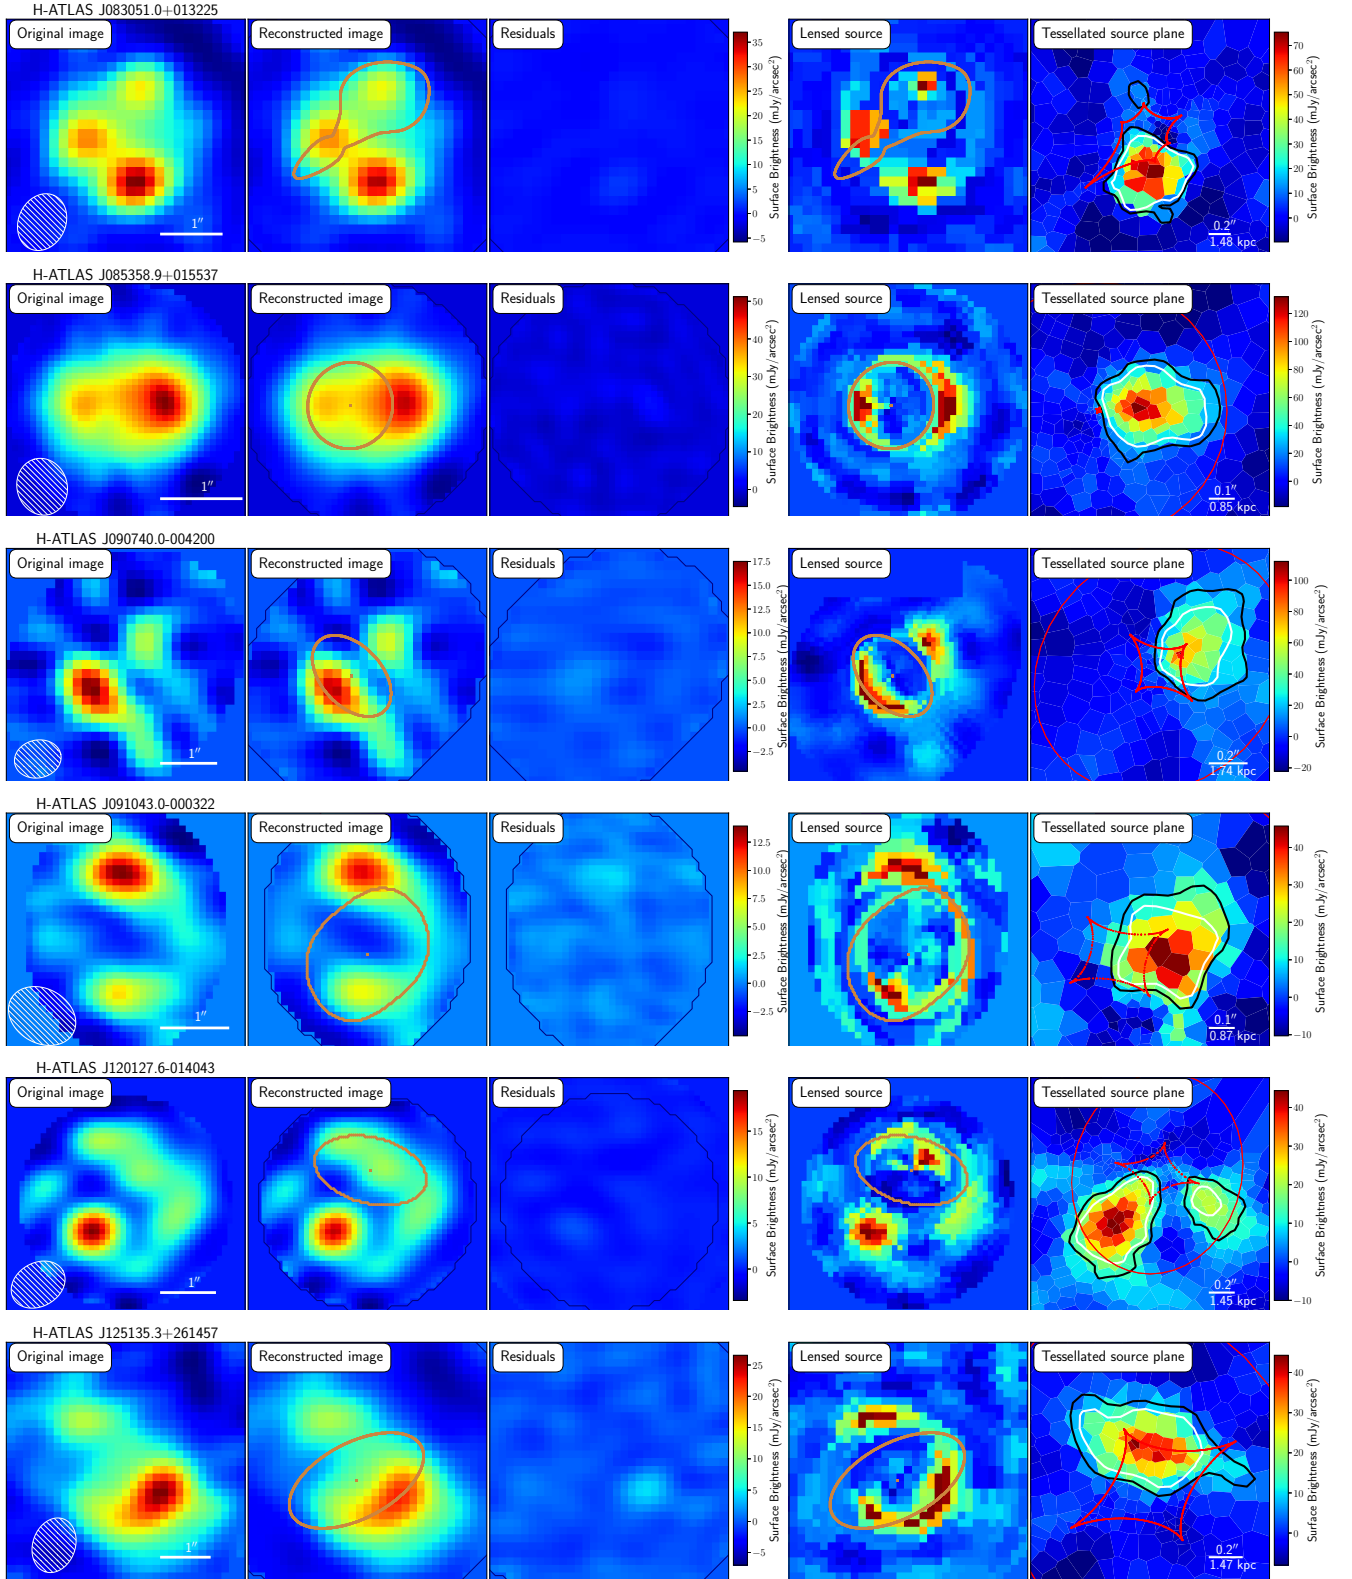 H-ATLAS J083051.0+013225
Original image
Reconstructed image
Residuals
Lensed source
Tessellated source plane
1″
35
30
25
20
15
10
5
0
−5
Surface Brightness (mJy/arcsec²)
0.2″
1.48 kpc
70
60
50
40
30
20
10
0
Surface Brightness (mJy/arcsec²)
H-ATLAS J085358.9+015537
Original image
Reconstructed image
Residuals
Lensed source
Tessellated source plane
1″
50
40
30
20
10
0
Surface Brightness (mJy/arcsec²)
0.1″
0.85 kpc
120
100
80
60
40
20
0
Surface Brightness (mJy/arcsec²)
H-ATLAS J090740.0-004200
Original image
Reconstructed image
Residuals
Lensed source
Tessellated source plane
1″
17.5
15.0
12.5
10.0
7.5
5.0
2.5
0.0
−2.5
Surface Brightness (mJy/arcsec²)
0.2″
1.74 kpc
100
80
60
40
20
0
−20
Surface Brightness (mJy/arcsec²)
H-ATLAS J091043.0-000322
Original image
Reconstructed image
Residuals
Lensed source
Tessellated source plane
1″
12.5
10.0
7.5
5.0
2.5
0.0
−2.5
Surface Brightness (mJy/arcsec²)
0.1″
0.87 kpc
40
30
20
10
0
−10
Surface Brightness (mJy/arcsec²)
H-ATLAS J120127.6-014043
Original image
Reconstructed image
Residuals
Lensed source
Tessellated source plane
1″
15
10
5
0
Surface Brightness (mJy/arcsec²)
0.2″
1.45 kpc
40
30
20
10
0
−10
Surface Brightness (mJy/arcsec²)
H-ATLAS J125135.3+261457
Original image
Reconstructed image
Residuals
Lensed source
Tessellated source plane
1″
25
20
15
10
5
0
−5
Surface Brightness (mJy/arcsec²)
0.2″
1.47 kpc
40
30
20
10
0
Surface Brightness (mJy/arcsec²)